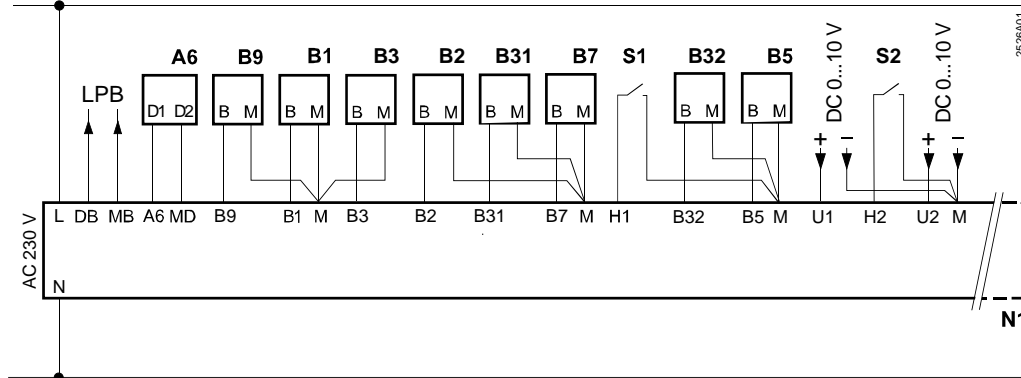 A6 B9 B1 B3 B2 B31 B7 S1 B32 B5 DC 0...10 V S2 DC 0...10 V 2526A01
LPB
D1 D2 B M B M B M B M B M B M B M B M
+ − + −
L DB MB A6 MD B9 B1 M B3 B2 B31 B7 M H1 B32 B5 M U1 H2 U2 M
AC 230 V
N
N1